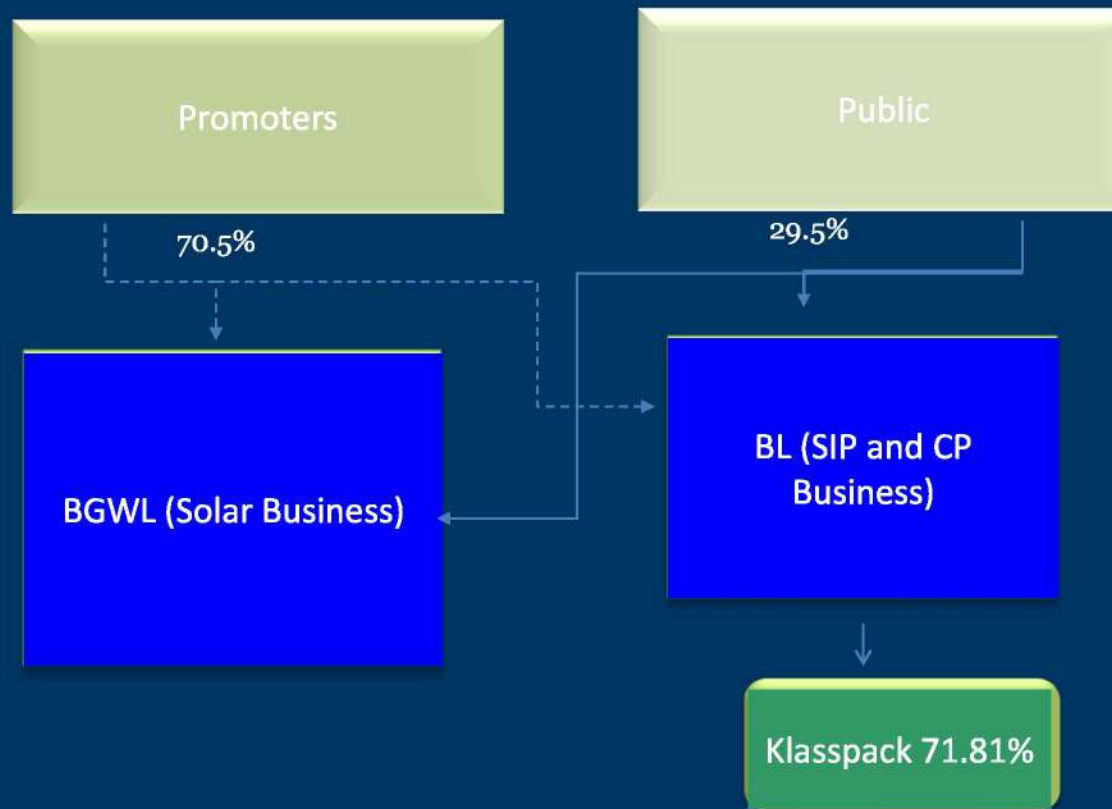 Promoters
Public
70.5%
29.5%
BGWL (Solar Business)
BL (SIP and CP
Business)
Klasspack 71.81%